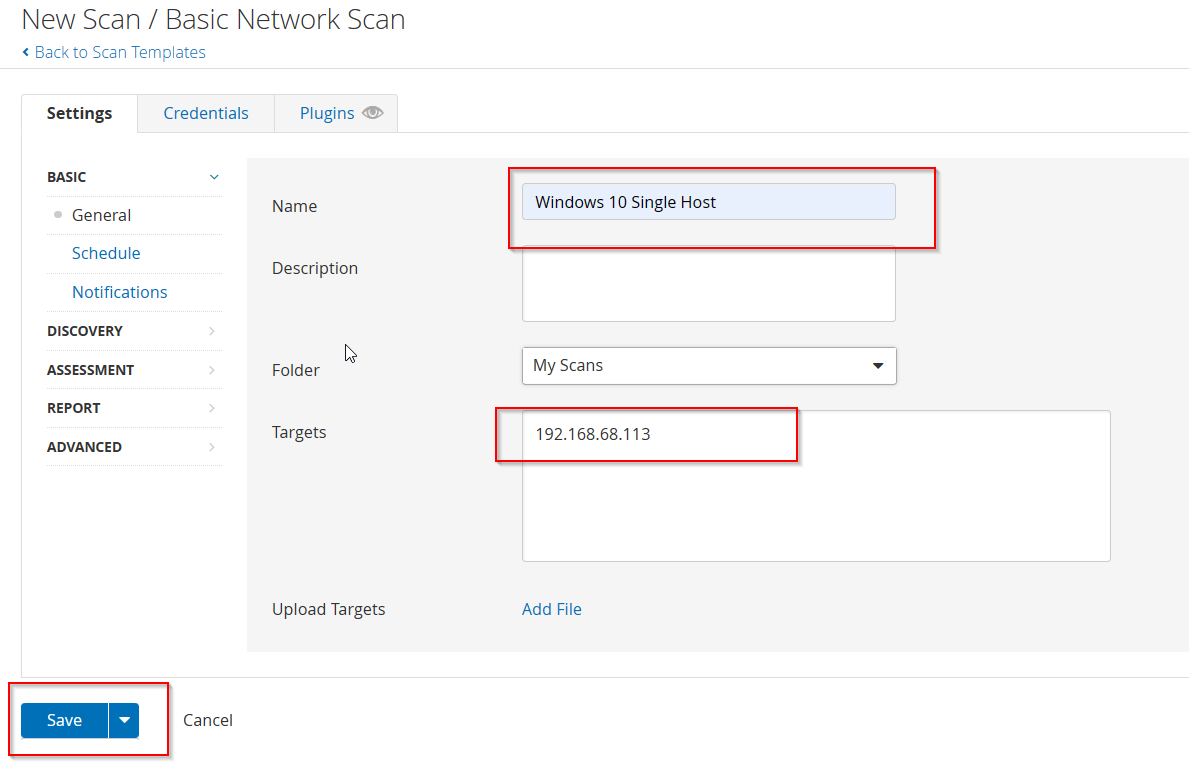 New Scan / Basic Network Scan
Back to Scan Templates
Settings
Credentials
Plugins
BASIC
General
Schedule
Notifications
DISCOVERY
ASSESSMENT
REPORT
ADVANCED
Name
Windows 10 Single Host
Description
Folder
My Scans
Targets
192.168.68.113
Upload Targets
Add File
Save
Cancel